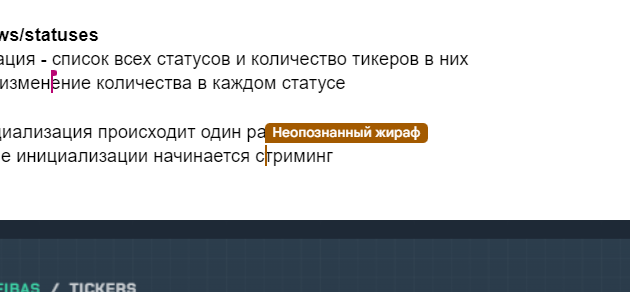 ws/statuses
ация - список всех статусов и количество тикеров в них
изменение количества в каждом статусе
циализация происходит один ра
Неопознанный жираф
е инициализации начинается стриминг
FIBAS / TICKERS